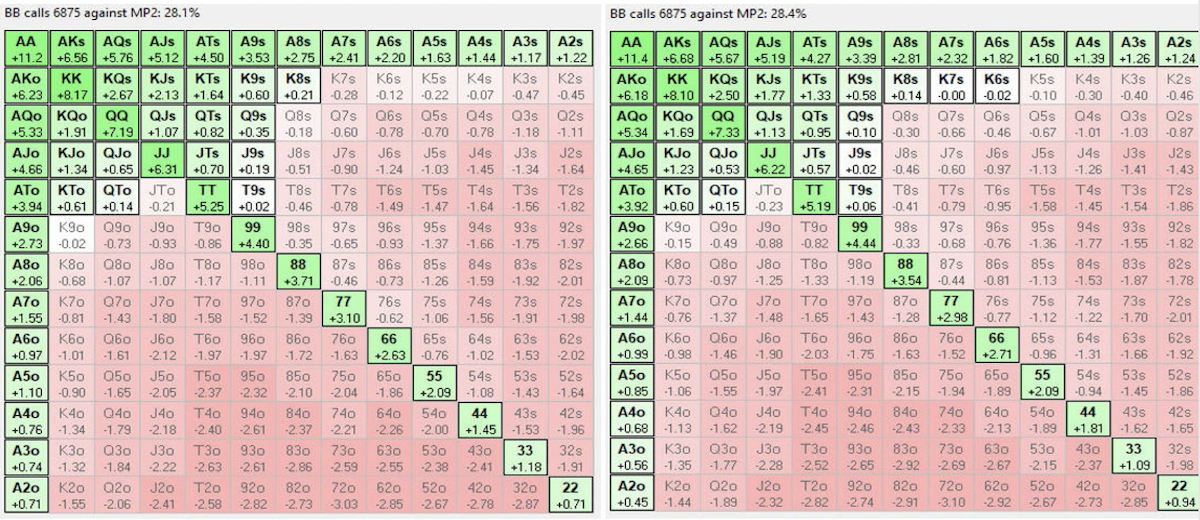 BB calls 6875 against MP2: 28.1%
AA AKs AQs AJs ATs A9s A8s A7s A6s A5s A4s A3s A2s
+11.2 +6.56 +5.76 +5.12 +4.50 +3.53 +2.75 +2.41 +2.20 +1.63 +1.44 +1.17 +1.22
AKo KK KQs KJs KTs K9s K8s K7s K6s K5s K4s K3s K2s
+6.23 +8.17 +2.67 +2.13 +1.64 +0.60 +0.21 -0.28 -0.12 -0.22 -0.07 -0.47 -0.45
AQo KQo QQ QJs QTs Q9s Q8s Q7s Q6s Q5s Q4s Q3s Q2s
+5.33 +1.91 +7.19 +1.07 +0.82 +0.35 -0.18 -0.60 -0.78 -0.70 -0.78 -1.18 -1.11
AJo KJo QJo JJ JTs J9s J8s J7s J6s J5s J4s J3s J2s
+4.66 +1.34 +0.65 +6.31 +0.70 +0.19 -0.51 -0.90 -1.24 -1.03 -1.45 -1.34 -1.64
ATo KTo QTo JTo TT T9s T8s T7s T6s T5s T4s T3s T2s
+3.94 +0.61 +0.14 -0.21 +5.25 +0.02 -0.46 -0.78 -1.49 -1.47 -1.64 -1.56 -1.82
A9o K9o Q9o J9o T9o 99 98s 97s 96s 95s 94s 93s 92s
+2.73 -0.02 -0.73 -0.93 -0.86 +4.40 -0.35 -0.65 -0.93 -1.37 -1.66 -1.75 -1.97
A8o K8o Q8o J8o T8o 98o 88 87s 86s 85s 84s 83s 82s
+2.06 -0.68 -1.07 -1.07 -1.17 -1.11 +3.71 -0.46 -0.73 -1.26 -1.59 -1.92 -2.01
A7o K7o Q7o J7o T7o 97o 87o 77 76s 75s 74s 73s 72s
+1.55 -0.81 -1.43 -1.80 -1.58 -1.52 -1.39 +3.10 -0.62 -1.06 -1.56 -1.91 -1.98
A6o K6o Q6o J6o T6o 96o 86o 76o 66 65s 64s 63s 62s
+0.97 -1.01 -1.61 -2.12 -1.97 -1.97 -1.72 -1.63 +2.63 -0.76 -1.02 -1.53 -2.02
A5o K5o Q5o J5o T5o 95o 85o 75o 65o 55 54s 53s 52s
+1.10 -0.90 -1.65 -2.05 -2.37 -2.32 -2.10 -2.04 -1.86 +2.09 -1.08 -1.43 -1.64
A4o K4o Q4o J4o T4o 94o 84o 74o 64o 54o 44 43s 42s
+0.76 -1.34 -1.79 -2.18 -2.40 -2.61 -2.37 -2.21 -2.26 -2.00 +1.45 -1.54 -1.96
A3o K3o Q3o J3o T3o 93o 83o 73o 63o 53o 43o 33 32s
+0.74 -1.32 -1.84 -2.22 -2.63 -2.61 -2.86 -2.59 -2.55 -2.38 -2.41 +1.18 -1.91
A2o K2o Q2o J2o T2o 92o 82o 72o 62o 52o 42o 32o 22
+0.71 -1.55 -2.06 -2.41 -2.58 -2.82 -2.73 -3.03 -2.85 -2.67 -2.78 -2.87 +0.71
BB calls 6875 against MP2: 28.4%
AA AKs AQs AJs ATs A9s A8s A7s A6s A5s A4s A3s A2s
+11.4 +6.68 +5.67 +5.19 +4.27 +3.39 +2.81 +2.32 +1.82 +1.60 +1.39 +1.26 +1.24
AKo KK KQs KJs KTs K9s K8s K7s K6s K5s K4s K3s K2s
+6.18 +8.10 +2.50 +1.77 +1.33 +0.58 +0.14 -0.00 -0.02 -0.10 -0.30 -0.40 -0.46
AQo KQo QQ QJs QTs Q9s Q8s Q7s Q6s Q5s Q4s Q3s Q2s
+5.34 +1.69 +7.33 +1.13 +0.95 +0.10 -0.30 -0.66 -0.46 -0.67 -1.01 -1.03 -0.87
AJo KJo QJo JJ JTs J9s J8s J7s J6s J5s J4s J3s J2s
+4.65 +1.23 +0.53 +6.22 +0.57 +0.02 -0.46 -0.60 -0.97 -1.13 -1.26 -1.41 -1.43
ATo KTo QTo JTo TT T9s T8s T7s T6s T5s T4s T3s T2s
+3.92 +0.60 +0.15 -0.23 +5.19 +0.06 -0.41 -0.79 -0.95 -1.58 -1.45 -1.54 -1.86
A9o K9o Q9o J9o T9o 99 98s 97s 96s 95s 94s 93s 92s
+2.66 -0.15 -0.49 -0.88 -0.82 +4.44 -0.33 -0.68 -0.76 -1.36 -1.77 -1.55 -1.82
A8o K8o Q8o J8o T8o 98o 88 87s 86s 85s 84s 83s 82s
+2.09 -0.73 -0.97 -1.25 -1.33 -1.19 +3.54 -0.44 -0.81 -1.13 -1.53 -1.87 -1.78
A7o K7o Q7o J7o T7o 97o 87o 77 76s 75s 74s 73s 72s
+1.44 -0.76 -1.37 -1.48 -1.65 -1.43 -1.28 +2.98 -0.77 -1.12 -1.22 -1.70 -2.01
A6o K6o Q6o J6o T6o 96o 86o 76o 66 65s 64s 63s 62s
+0.99 -0.98 -1.46 -1.90 -2.03 -1.75 -1.63 -1.52 +2.71 -0.96 -1.31 -1.66 -1.92
A5o K5o Q5o J5o T5o 95o 85o 75o 65o 55 54s 53s 52s
+0.85 -1.06 -1.55 -1.97 -2.41 -2.31 -2.15 -1.94 -1.89 +2.09 -0.94 -1.45 -1.86
A4o K4o Q4o J4o T4o 94o 84o 74o 64o 54o 44 43s 42s
+0.68 -1.13 -1.62 -2.19 -2.45 -2.46 -2.43 -2.33 -2.13 -1.89 +1.81 -1.62 -1.65
A3o K3o Q3o J3o T3o 93o 83o 73o 63o 53o 43o 33 32s
+0.56 -1.35 -1.77 -2.28 -2.52 -2.65 -2.92 -2.69 -2.67 -2.15 -2.37 +1.09 -1.98
A2o K2o Q2o J2o T2o 92o 82o 72o 62o 52o 42o 32o 22
+0.45 -1.44 -1.89 -2.32 -2.82 -2.74 -2.91 -3.10 -2.92 -2.67 -2.73 -2.85 +0.94